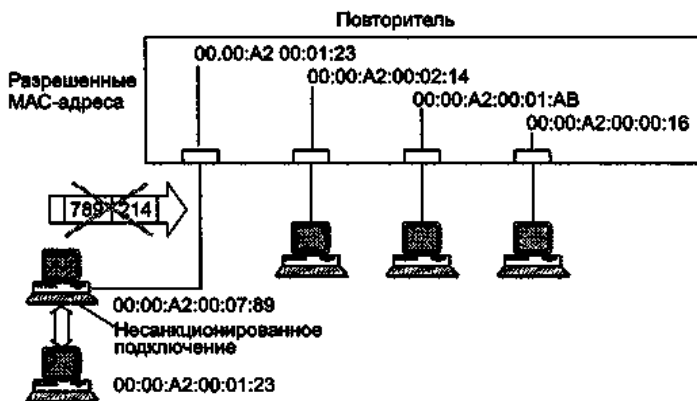 Повторитель
00.00:A2 00:01:23
Разрешенные
MAC-адреса
00:00:A2:00:02:14
00:00:A2:00:01:AB
00:00:A2:00:00:16
789 214
00:00:A2:00:07:89
Несанкционированное
подключение
00:00:A2:00:01:23